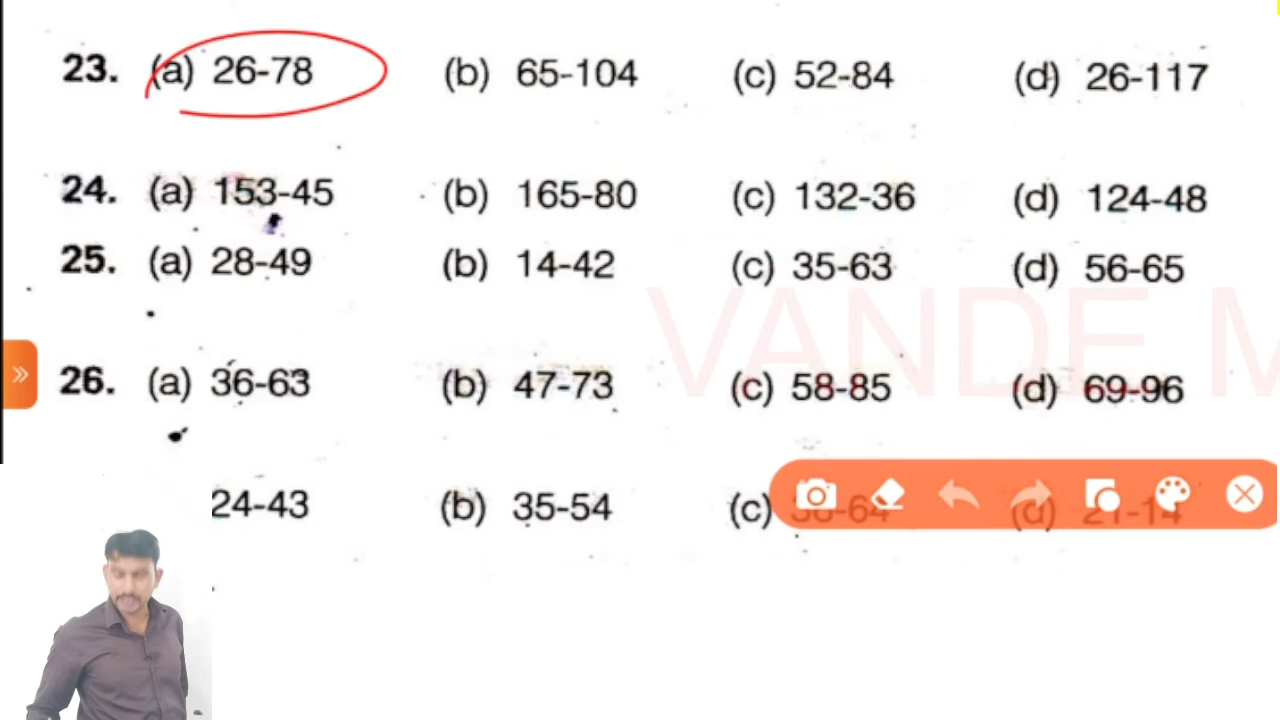 23. (a) 26-78 (b) 65-104 (c) 52-84 (d) 26-117
24. (a) 153-45 (b) 165-80 (c) 132-36 (d) 124-48
25. (a) 28-49 (b) 14-42 (c) 35-63 (d) 56-65
VANDE M
26. (a) 36-63 (b) 47-73 (c) 58-85 (d) 69-96
24-43 (b) 35-54 (c) (d) 21-14